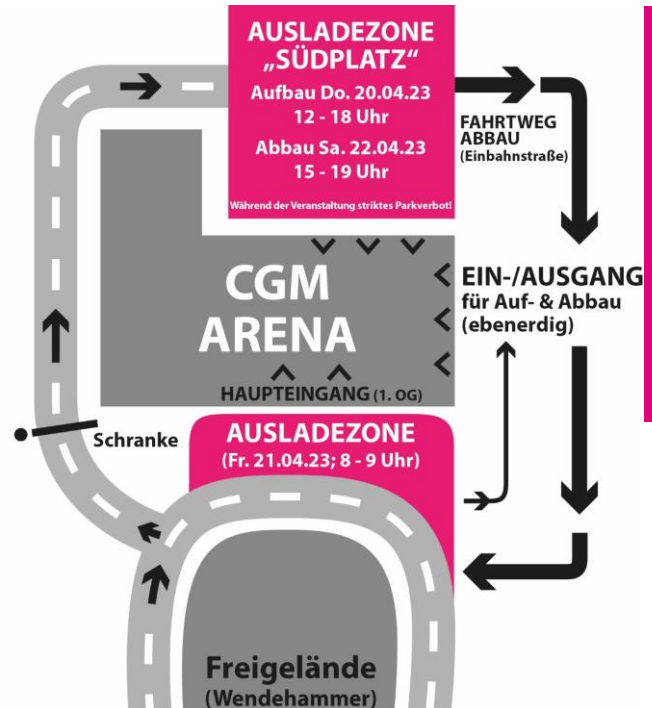 AUSLADEZONE
„SÜDPLATZ“
Aufbau Do. 20.04.23
12 - 18 Uhr
Abbau Sa. 22.04.23
15 - 19 Uhr
Während der Veranstaltung striktes Parkverbot!
FAHRTWEG
ABBAU
(Einbahnstraße)
CGM
ARENA
EIN-/AUSGANG
für Auf- & Abbau
(ebenerdig)
HAUPTEINGANG (1. OG)
Schranke
AUSLADEZONE
(Fr. 21.04.23; 8 - 9 Uhr)
Freigelände
(Wendehammer)